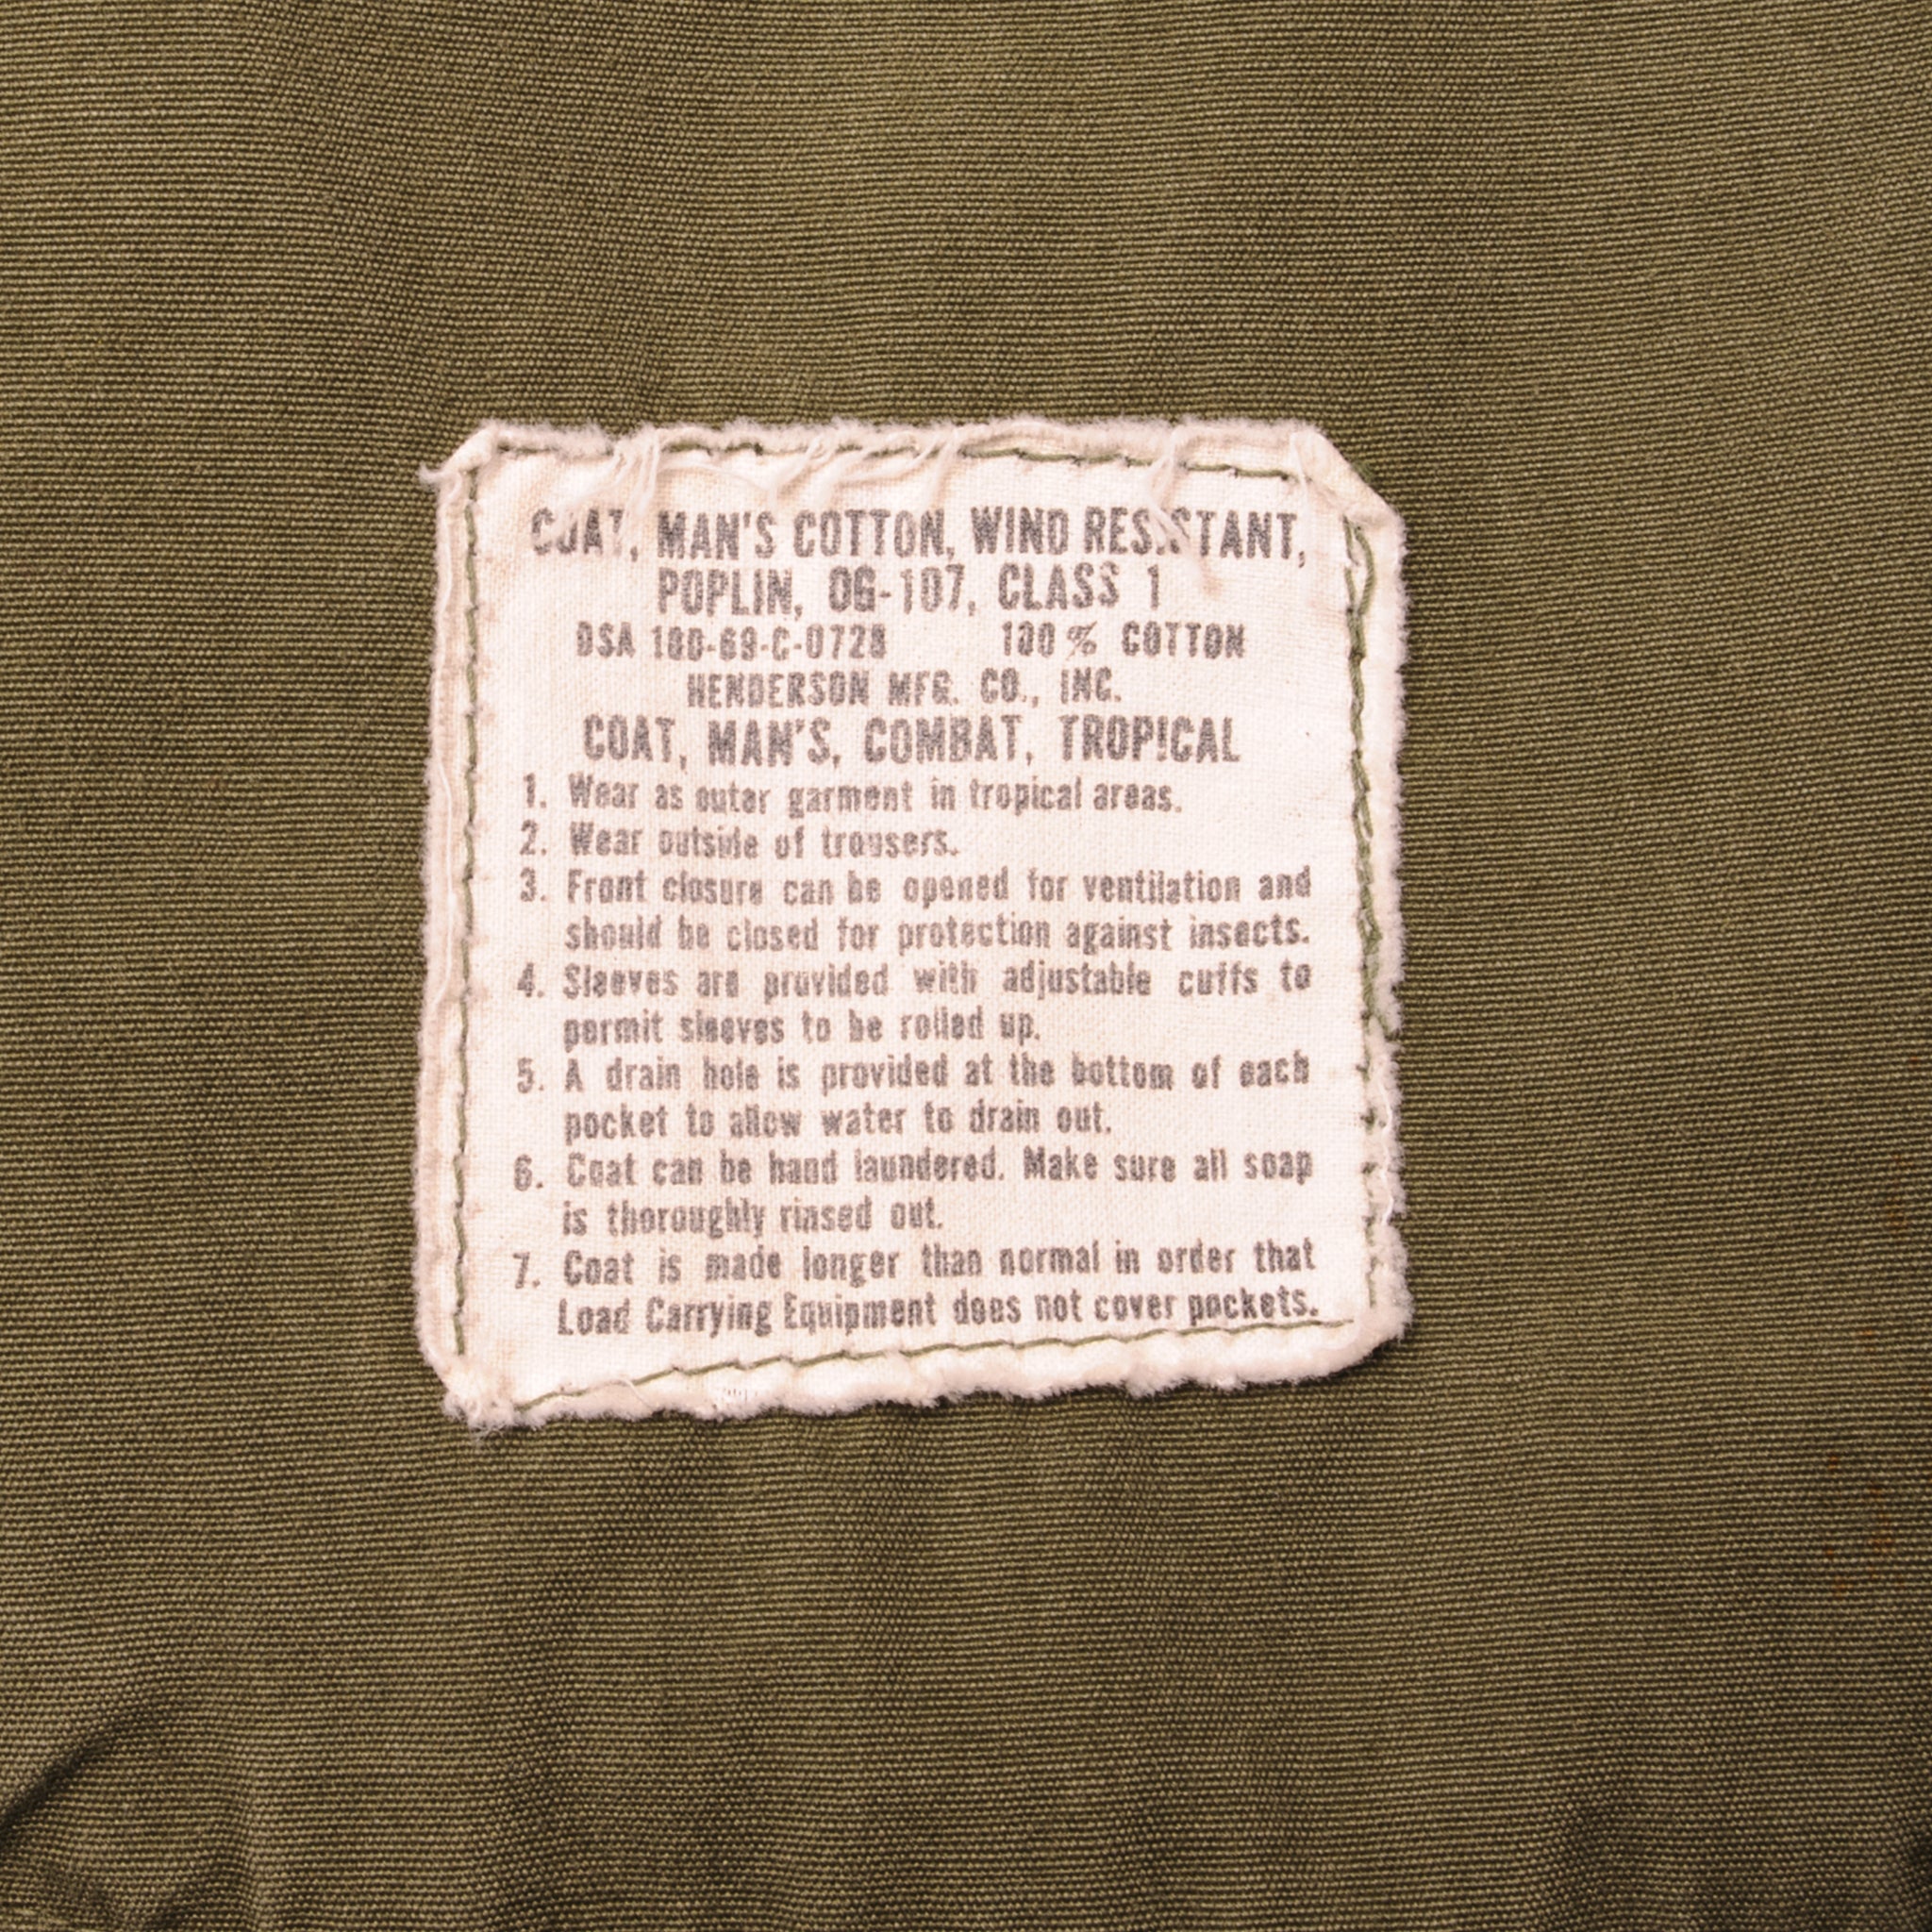 COAT, MAN'S COTTON, WIND RESISTANT,
POPLIN, OG-107, CLASS 1
DSA 100-69-C-0728 100% COTTON
HENDERSON MFG. CO., INC.
COAT, MAN'S, COMBAT, TROPICAL
1. Wear as outer garment in tropical areas.
2. Wear outside of trousers.
3. Front closure can be opened for ventilation and
should be closed for protection against insects.
4. Sleeves are provided with adjustable cuffs to
permit sleeves to be rolled up.
5. A drain hole is provided at the bottom of each
pocket to allow water to drain out.
6. Coat can be hand laundered. Make sure all soap
is thoroughly rinsed out.
7. Coat is made longer than normal in order that
Load Carrying Equipment does not cover pockets.